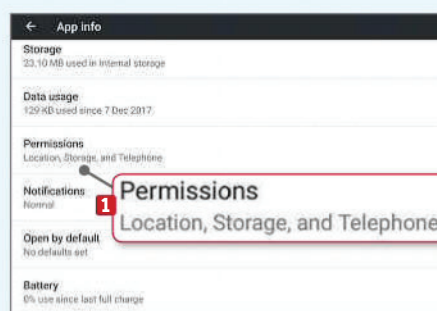 ← App info
Storage
23.10 MB used in Internal storage
Data usage
129 KB used since 7 Dec 2017
Permissions
Location, Storage, and Telephone
Notifications
Normal
1 Permissions
Location, Storage, and Telephone
Open by default
No defaults set
Battery
0% use since last full charge